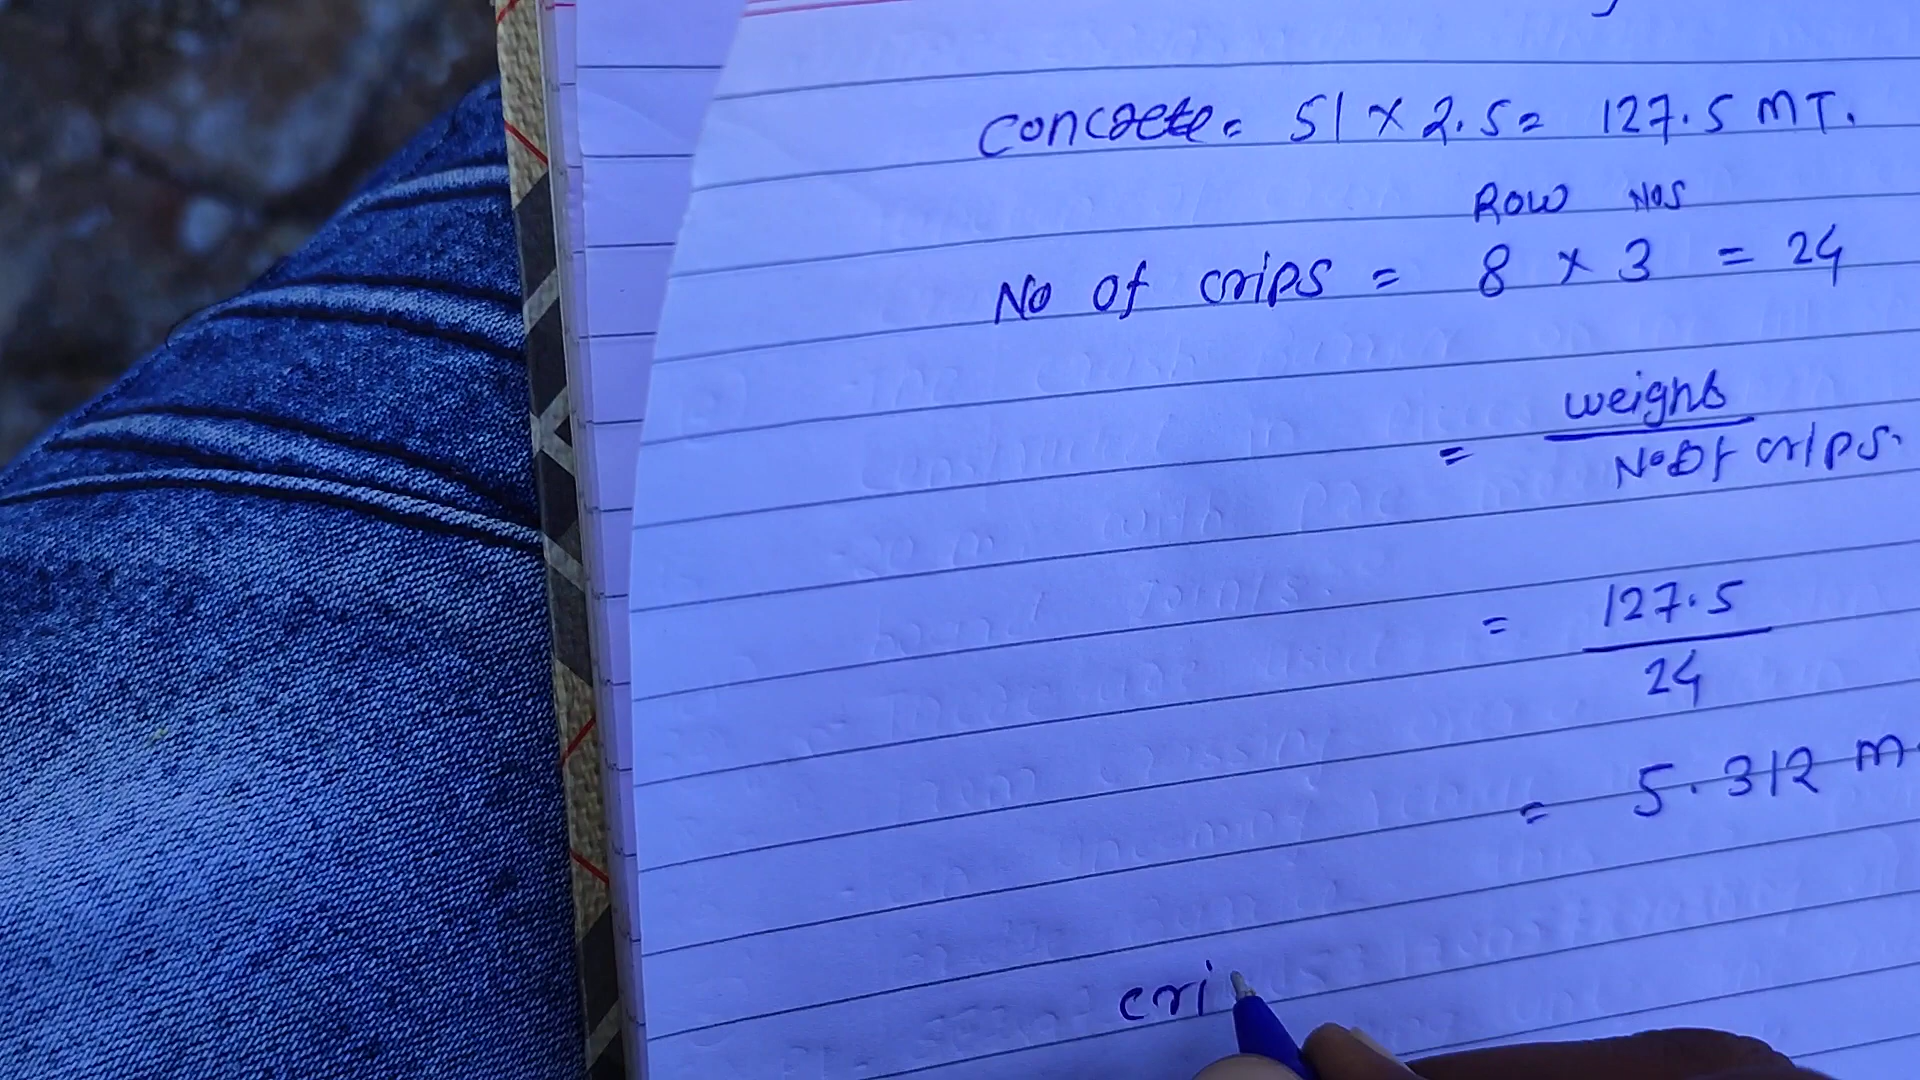 Concrete = 51 x 2.5 = 127.5 MT.
Row Nos
No of crips = 8 x 3 = 24
= weight
No of crips.
= 127.5
24
= 5.312 M
cri